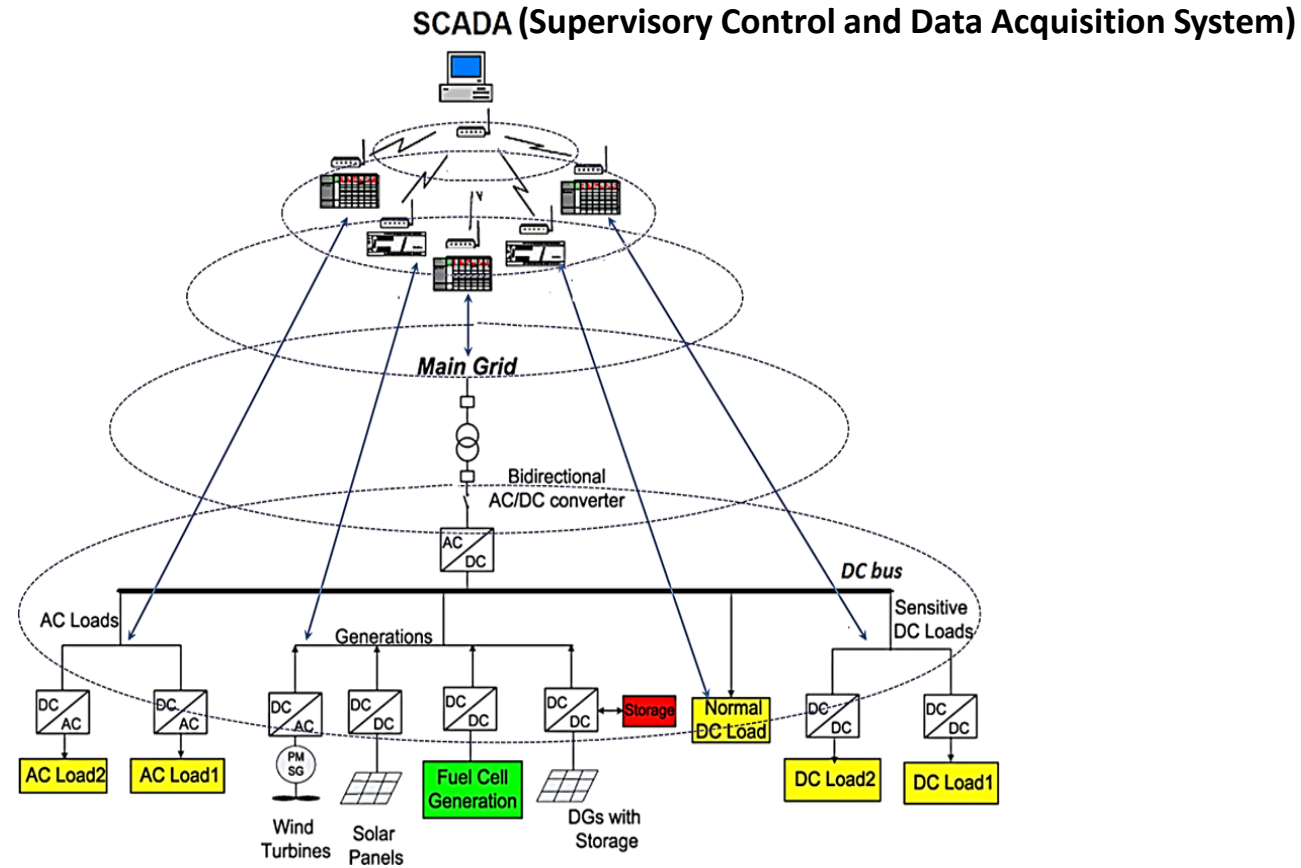 SCADA (Supervisory Control and Data Acquisition System)
Main Grid
Bidirectional
AC/DC converter
AC
DC
DC bus
AC Loads
Generations
Sensitive
DC Loads
DC
AC
DC
AC
DC
AC
DC
DC
DC
DC
DC
DC
Storage
Normal
DC Load
DC
DC
DC
DC
AC Load2
AC Load1
PM
SG
Wind
Turbines
Solar
Panels
Fuel Cell
Generation
DGs with
Storage
DC Load2
DC Load1